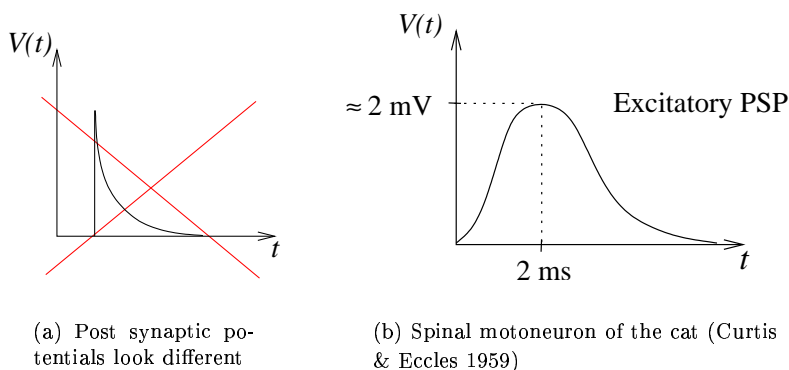 V(t)
t
(a) Post synaptic po-
tentials look different
V(t)
≈ 2 mV
Excitatory PSP
2 ms
t
(b) Spinal motoneuron of the cat (Curtis
& Eccles 1959)